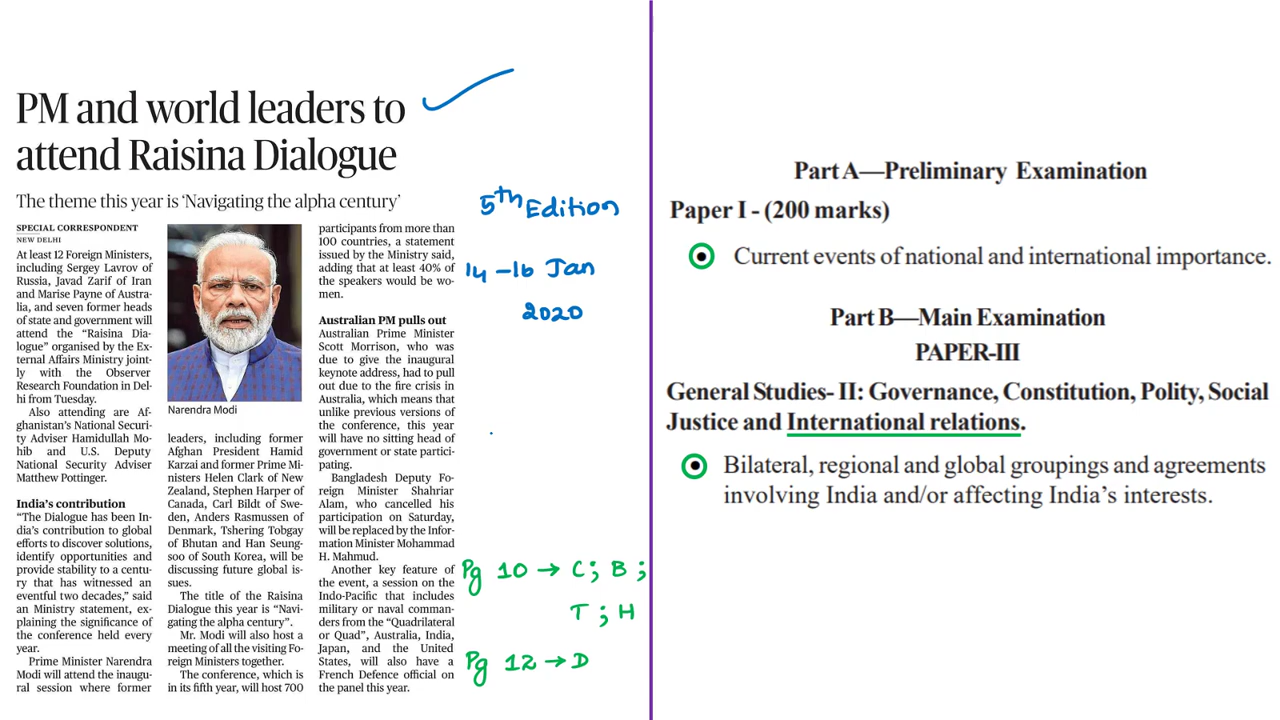 PM and world leaders to
attend Raisina Dialogue
The theme this year is ‘Navigating the alpha century’
SPECIAL CORRESPONDENT
NEW DELHI
At least 12 Foreign Ministers,
including Sergey Lavrov of
Russia, Javad Zarif of Iran
and Marise Payne of Austra-
lia, and seven former heads
of state and government will
attend the “Raisina Dia-
logue” organised by the Ex-
ternal Affairs Ministry joint-
ly with the Observer
Research Foundation in Del-
hi from Tuesday.
Also attending are Af-
ghanistan’s National Securi-
ty Adviser Hamidullah Mo-
hib and U.S. Deputy
National Security Adviser
Matthew Pottinger.
India’s contribution
“The Dialogue has been In-
dia’s contribution to global
efforts to discover solutions,
identify opportunities and
provide stability to a centu-
ry that has witnessed an
eventful two decades,” said
an Ministry statement, ex-
plaining the significance of
the conference held every
year.
Prime Minister Narendra
Modi will attend the inaugu-
ral session where former
Narendra Modi
leaders, including former
Afghan President Hamid
Karzai and former Prime Mi-
nisters Helen Clark of New
Zealand, Stephen Harper of
Canada, Carl Bildt of Swe-
den, Anders Rasmussen of
Denmark, Tshering Tobgay
of Bhutan and Han Seung-
soo of South Korea, will be
discussing future global is-
sues.
The title of the Raisina
Dialogue this year is “Navi-
gating the alpha century”.
Mr. Modi will also host a
meeting of all the visiting Fo-
reign Ministers together.
The conference, which is
in its fifth year, will host 700
participants from more than
100 countries, a statement
issued by the Ministry said,
adding that at least 40% of
the speakers would be wo-
men.
Australian PM pulls out
Australian Prime Minister
Scott Morrison, who was
due to give the inaugural
keynote address, had to pull
out due to the fire crisis in
Australia, which means that
unlike previous versions of
the conference, this year
will have no sitting head of
government or state partici-
pating.
Bangladesh Deputy Fo-
reign Minister Shahriar
Alam, who cancelled his
participation on Saturday,
will be replaced by the Infor-
mation Minister Mohammad
H. Mahmud.
Another key feature of
the event, a session on the
Indo-Pacific that includes
military or naval comman-
ders from the “Quadrilateral
or Quad”, Australia, India,
Japan, and the United
States, will also have a
French Defence official on
the panel this year.
5th Edition
14-16 Jan
2020
Pg 10 → C; B;
T; H
Pg 12 → D
Part A—Preliminary Examination
Paper I - (200 marks)
Current events of national and international importance.
Part B—Main Examination
PAPER-III
General Studies- II: Governance, Constitution, Polity, Social
Justice and International relations.
Bilateral, regional and global groupings and agreements
involving India and/or affecting India’s interests.